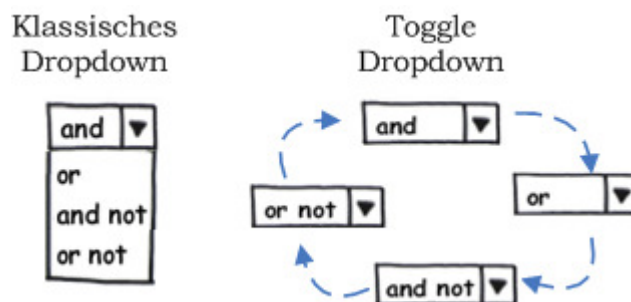 Klassisches
Dropdown
and
or
and not
or not
Toggle
Dropdown
and
or
and not
or not